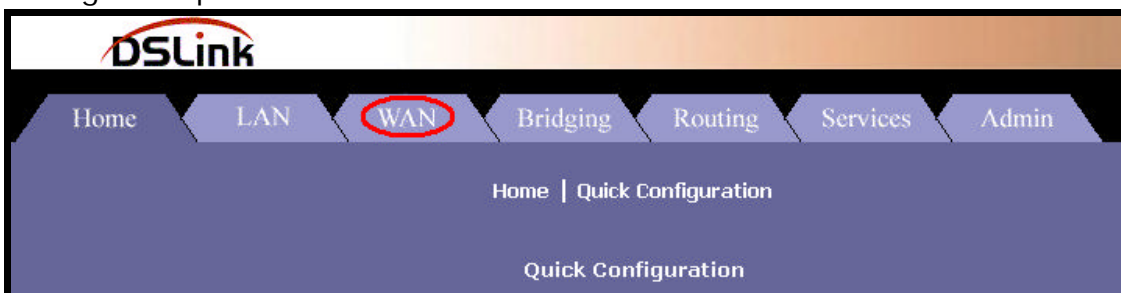 DSLink
Home LAN WAN Bridging Routing Services Admin
Home | Quick Configuration
Quick Configuration